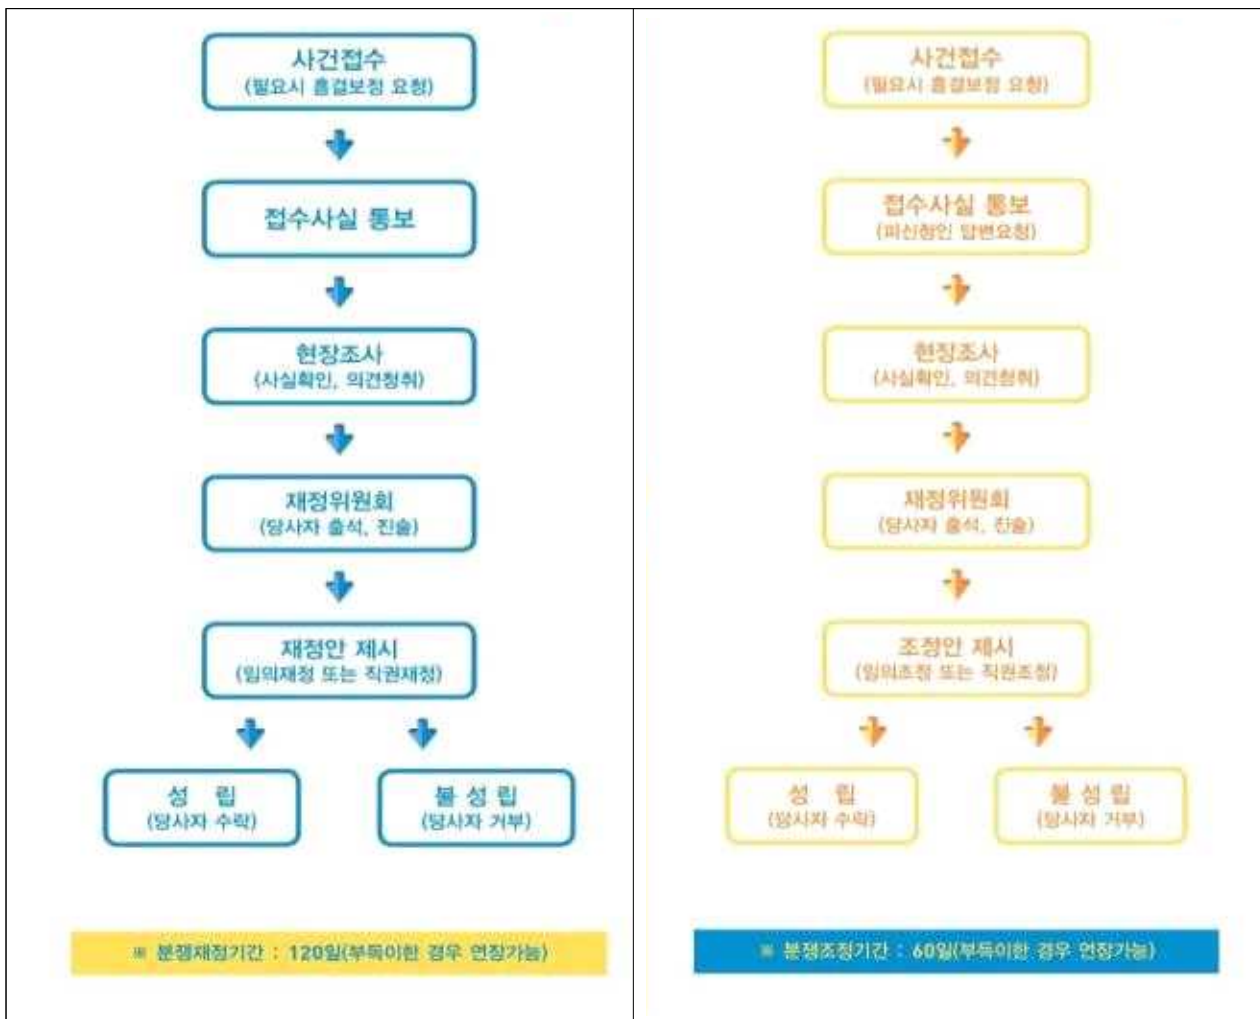 사건접수
(필요시 흠결보정 요청)
접수사실 통보
현장조사
(사실확인, 의견청취)
재정위원회
(당사자 출석, 진술)
재정안 제시
(임의재정 또는 직권재정)
성 립
(당사자 수락)
불 성 립
(당사자 거부)
※ 분쟁재정기간 : 120일(부득이한 경우 연장가능)
사건접수
(필요시 흠결보정 요청)
접수사실 통보
(피신청인 답변요청)
현장조사
(사실확인, 의견청취)
재정위원회
(당사자 출석, 진술)
조정안 제시
(임의조정 또는 직권조정)
성 립
(당사자 수락)
불 성 립
(당사자 거부)
※ 분쟁조정기간 : 60일(부득이한 경우 연장가능)